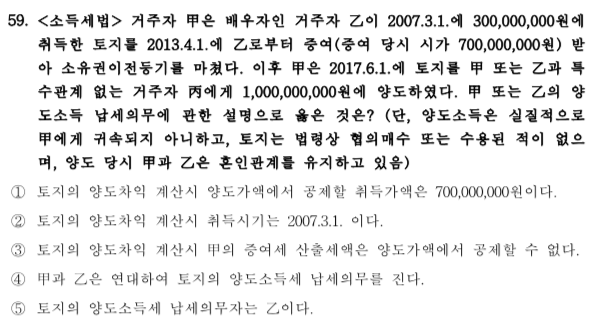 59. <소득세법> 거주자 甲은 배우자인 거주자 乙이 2007.3.1.에 300,000,000원에
취득한 토지를 2013.4.1.에 乙로부터 증여(증여 당시 시가 700,000,000원) 받
아 소유권이전등기를 마쳤다. 이후 甲은 2017.6.1.에 토지를 甲 또는 乙과 특
수관계 없는 거주자 丙에게 1,000,000,000원에 양도하였다. 甲 또는 乙의 양
도소득 납세의무에 관한 설명으로 옳은 것은? (단, 양도소득은 실질적으로
甲에게 귀속되지 아니하고, 토지는 법령상 협의매수 또는 수용된 적이 없으
며, 양도 당시 甲과 乙은 혼인관계를 유지하고 있음)
① 토지의 양도차익 계산시 양도가액에서 공제할 취득가액은 700,000,000원이다.
② 토지의 양도차익 계산시 취득시기는 2007.3.1. 이다.
③ 토지의 양도차익 계산시 甲의 증여세 산출세액은 양도가액에서 공제할 수 없다.
④ 甲과 乙은 연대하여 토지의 양도소득세 납세의무를 진다.
⑤ 토지의 양도소득세 납세의무자는 乙이다.